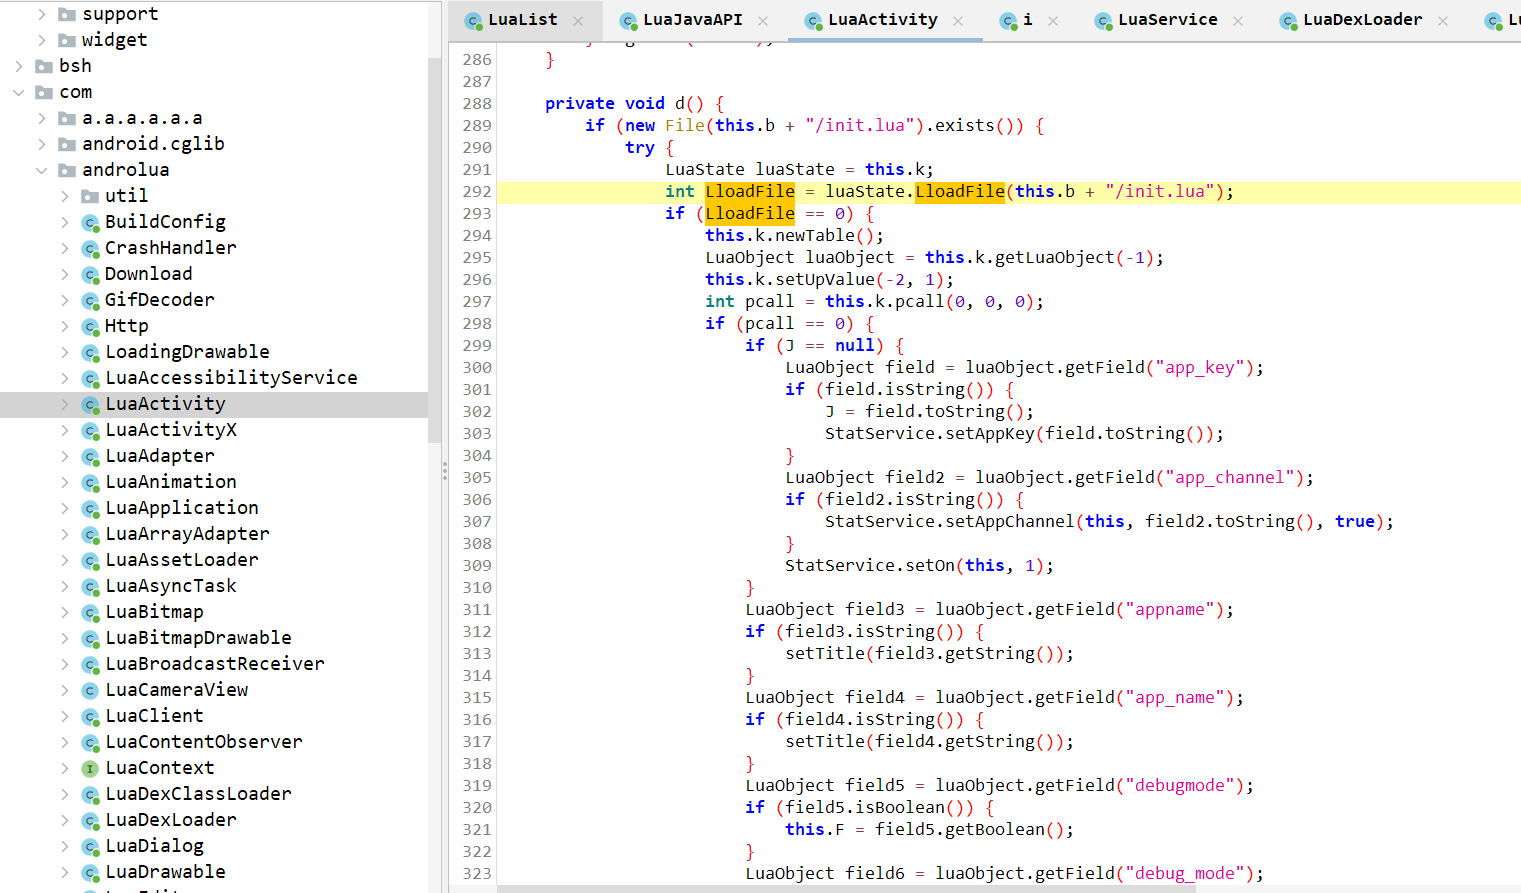 support
widget
bsh
com
a.a.a.a.a.a
android.cglib
androlua
util
BuildConfig
CrashHandler
Download
GifDecoder
Http
LoadingDrawable
LuaAccessibilityService
LuaActivity
LuaActivityX
LuaAdapter
LuaAnimation
LuaApplication
LuaArrayAdapter
LuaAssetLoader
LuaAsyncTask
LuaBitmap
LuaBitmapDrawable
LuaBroadcastReceiver
LuaCameraView
LuaClient
LuaContentObserver
LuaContext
LuaDexClassLoader
LuaDexLoader
LuaDialog
LuaDrawable
LuaList × LuaJavaAPI × LuaActivity × i × LuaService × LuaDexLoader ×
286 }
287
288 private void d() {
289 if (new File(this.b + "/init.lua").exists()) {
290 try {
291 LuaState luaState = this.k;
292 int LloadFile = luaState.LloadFile(this.b + "/init.lua");
293 if (LloadFile == 0) {
294 this.k.newTable();
295 LuaObject luaObject = this.k.getLuaObject(-1);
296 this.k.setUpValue(-2, 1);
297 int pcall = this.k.pcall(0, 0, 0);
298 if (pcall == 0) {
299 if (J == null) {
300 LuaObject field = luaObject.getField("app_key");
301 if (field.isString()) {
302 J = field.toString();
303 StatService.setAppKey(field.toString());
304 }
305 LuaObject field2 = luaObject.getField("app_channel");
306 if (field2.isString()) {
307 StatService.setAppChannel(this, field2.toString(), true);
308 }
309 StatService.setOn(this, 1);
310 }
311 LuaObject field3 = luaObject.getField("appname");
312 if (field3.isString()) {
313 setTitle(field3.getString());
314 }
315 LuaObject field4 = luaObject.getField("app_name");
316 if (field4.isString()) {
317 setTitle(field4.getString());
318 }
319 LuaObject field5 = luaObject.getField("debugmode");
320 if (field5.isBoolean()) {
321 this.F = field5.getBoolean();
322 }
323 LuaObject field6 = luaObject.getField("debug_mode");